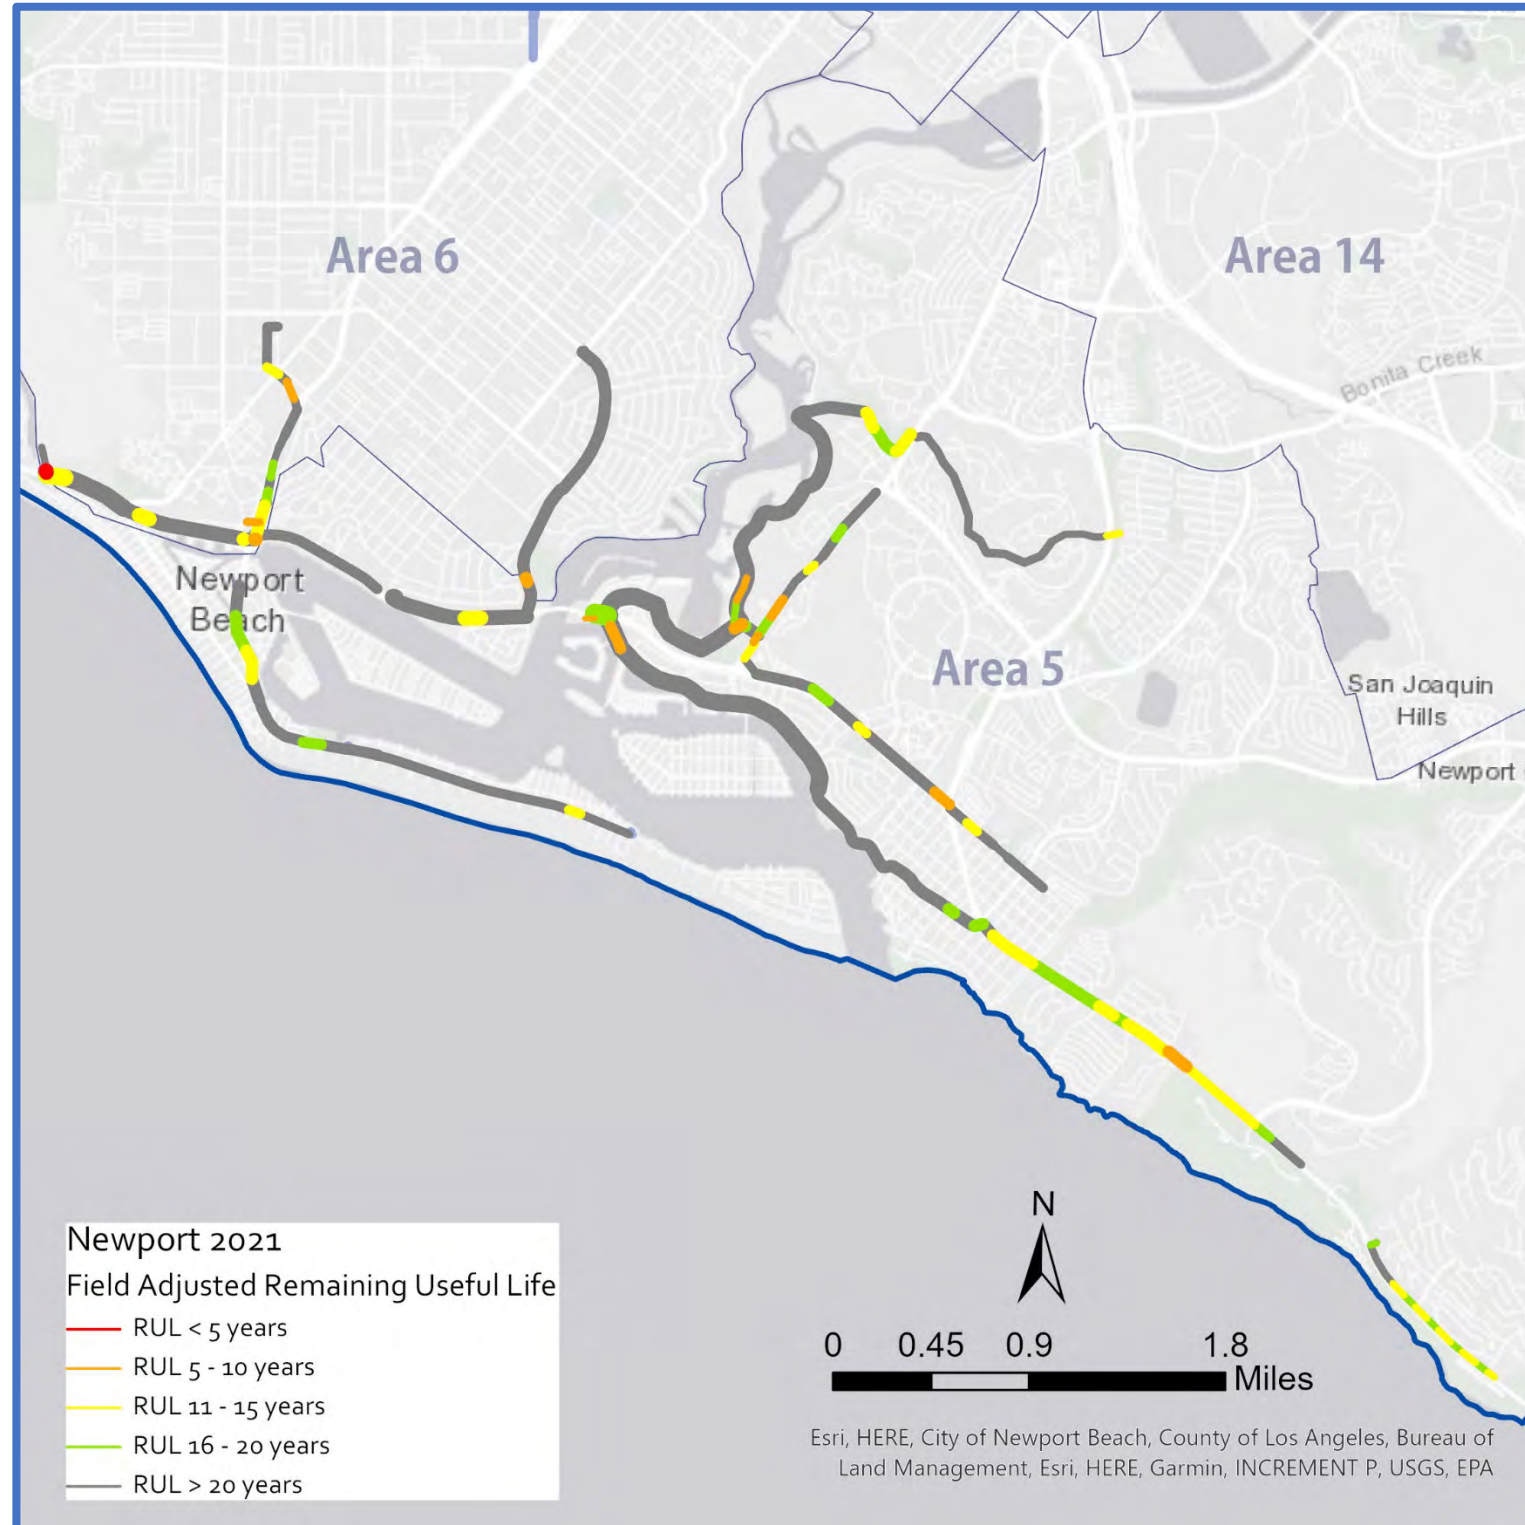 Area 6
Area 14
Bonita Creek
Newport
Beach
Area 5
San Joaquin
Hills
Newport
N
0 0.45 0.9 1.8
Miles
Newport 2021
Field Adjusted Remaining Useful Life
RUL < 5 years
RUL 5 - 10 years
RUL 11 - 15 years
RUL 16 - 20 years
RUL > 20 years
Esri, HERE, City of Newport Beach, County of Los Angeles, Bureau of
Land Management, Esri, HERE, Garmin, INCREMENT P, USGS, EPA